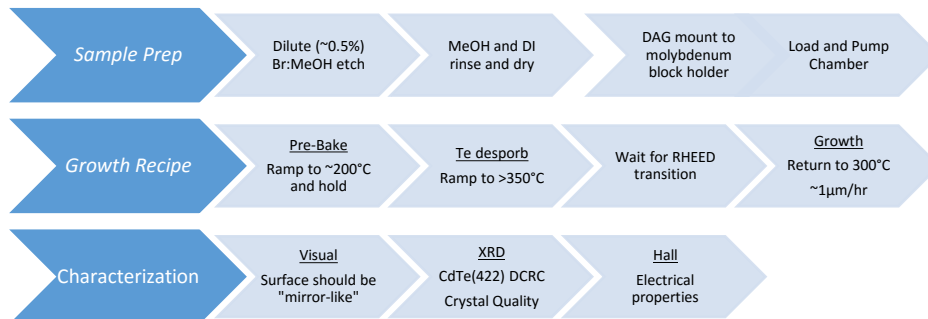 Sample Prep
Dilute (~0.5%)
Br:MeOH etch
MeOH and DI
rinse and dry
DAG mount to
molybdenum
block holder
Load and Pump
Chamber
Growth Recipe
Pre-Bake
Ramp to ~200°C
and hold
Te desporb
Ramp to >350°C
Wait for RHEED
transition
Growth
Return to 300°C
~1µm/hr
Characterization
Visual
Surface should be
"mirror-like"
XRD
CdTe(422) DCRC
Crystal Quality
Hall
Electrical
properties